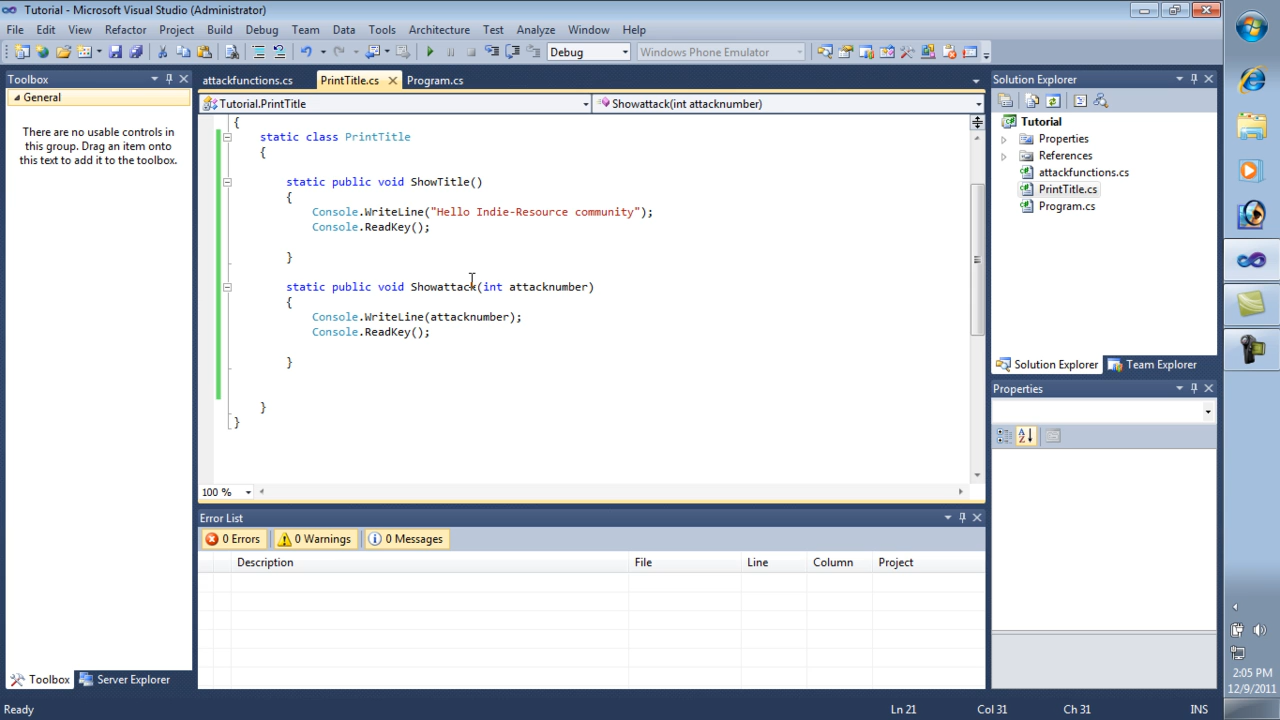 Tutorial - Microsoft Visual Studio (Administrator)
File Edit View Refactor Project Build Debug Team Data Tools Architecture Test Analyze Window Help
Debug Windows Phone Emulator
Toolbox
General
There are no usable controls in
this group. Drag an item onto
this text to add it to the toolbox.
Toolbox Server Explorer
attackfunctions.cs PrintTitle.cs Program.cs
Tutorial.PrintTitle Showattack(int attacknumber)
{
static class PrintTitle
{
static public void ShowTitle()
{
Console.WriteLine("Hello Indie-Resource community");
Console.ReadKey();
}
static public void Showattack(int attacknumber)
{
Console.WriteLine(attacknumber);
Console.ReadKey();
}
}
}
100 %
Error List
0 Errors 0 Warnings 0 Messages
Description File Line Column Project
Solution Explorer
Tutorial
Properties
References
attackfunctions.cs
PrintTitle.cs
Program.cs
Solution Explorer Team Explorer
Properties
Ready Ln 21 Col 31 Ch 31 INS
2:05 PM
12/9/2011